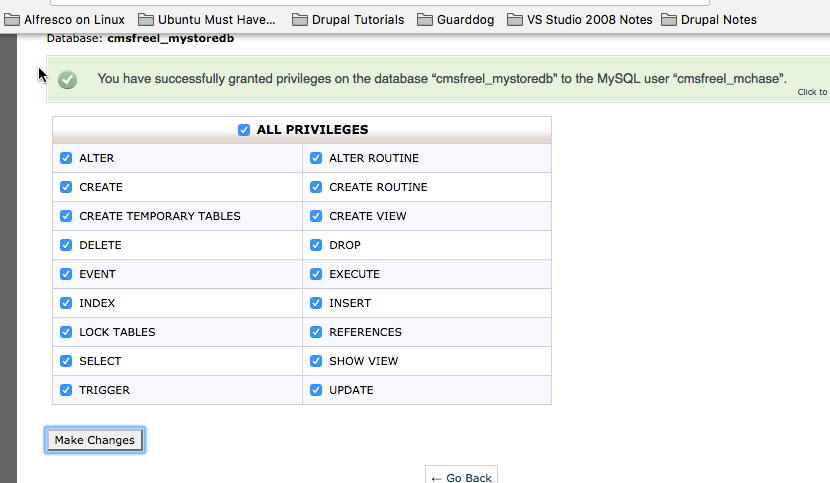 Alfresco on Linux Ubuntu Must Have... Drupal Tutorials Guarddog VS Studio 2008 Notes Drupal Notes
Database: cmsfreel_mystoredb
You have successfully granted privileges on the database “cmsfreel_mystoredb” to the MySQL user “cmsfreel_mchase”.
Click to
ALL PRIVILEGES
ALTER ALTER ROUTINE
CREATE CREATE ROUTINE
CREATE TEMPORARY TABLES CREATE VIEW
DELETE DROP
EVENT EXECUTE
INDEX INSERT
LOCK TABLES REFERENCES
SELECT SHOW VIEW
TRIGGER UPDATE
Make Changes
← Go Back